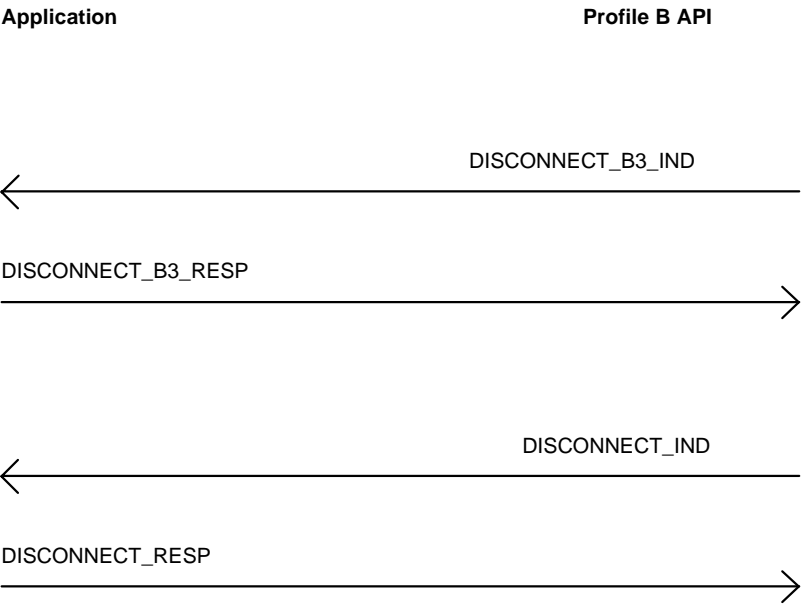 Application Profile B API
DISCONNECT_B3_IND
DISCONNECT_B3_RESP
DISCONNECT_IND
DISCONNECT_RESP